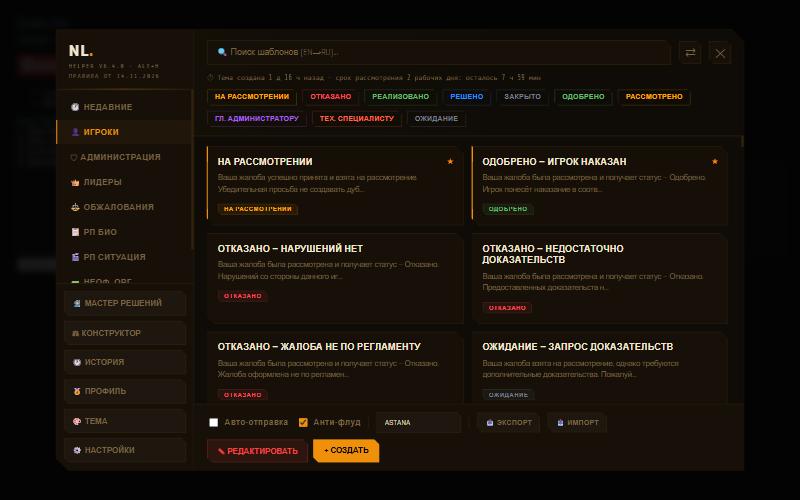 NL.
HELPER V6.4.0 · ALT+H
ПРАВИЛА ОТ 14.11.2026
НЕДАВНИЕ
ИГРОКИ
АДМИНИСТРАЦИЯ
ЛИДЕРЫ
ОБЖАЛОВАНИЯ
РП БИО
РП СИТУАЦИЯ
НЕОФ. ОРГ.
МАСТЕР РЕШЕНИЙ
КОНСТРУКТОР
ИСТОРИЯ
ПРОФИЛЬ
ТЕМА
НАСТРОЙКИ
Поиск шаблонов (EN↔RU)...
Тема создана 1 д 16 ч назад · срок рассмотрения 2 рабочих дня: осталось 7 ч 59 мин
НА РАССМОТРЕНИИ ОТКАЗАНО РЕАЛИЗОВАНО РЕШЕНО ЗАКРЫТО ОДОБРЕНО РАССМОТРЕНО
ГЛ. АДМИНИСТРАТОРУ ТЕХ. СПЕЦИАЛИСТУ ОЖИДАНИЕ
НА РАССМОТРЕНИИ
Ваша жалоба успешно принята и взята на рассмотрение.
Убедительная просьба не создавать дуб...
НА РАССМОТРЕНИИ
ОДОБРЕНО – ИГРОК НАКАЗАН
Ваша жалоба была рассмотрена и получает статус - Одобрено.
Игрок понесёт наказание в соотв...
ОДОБРЕНО
ОТКАЗАНО – НАРУШЕНИЙ НЕТ
Ваша жалоба была рассмотрена и получает статус - Отказано.
Нарушений со стороны данного иг...
ОТКАЗАНО
ОТКАЗАНО – НЕДОСТАТОЧНО
ДОКАЗАТЕЛЬСТВ
Ваша жалоба была рассмотрена и получает статус - Отказано.
Предоставленных доказательств н...
ОТКАЗАНО
ОТКАЗАНО – ЖАЛОБА НЕ ПО РЕГЛАМЕНТУ
Ваша жалоба была рассмотрена и получает статус - Отказано.
Жалоба оформлена не по регламен...
ОТКАЗАНО
ОЖИДАНИЕ – ЗАПРОС ДОКАЗАТЕЛЬСТВ
Ваша жалоба взята на рассмотрение, однако требуются
дополнительные доказательства. Пожалуй...
ОЖИДАНИЕ
Авто-отправка Анти-флуд ASTANA ЭКСПОРТ ИМПОРТ
РЕДАКТИРОВАТЬ + СОЗДАТЬ